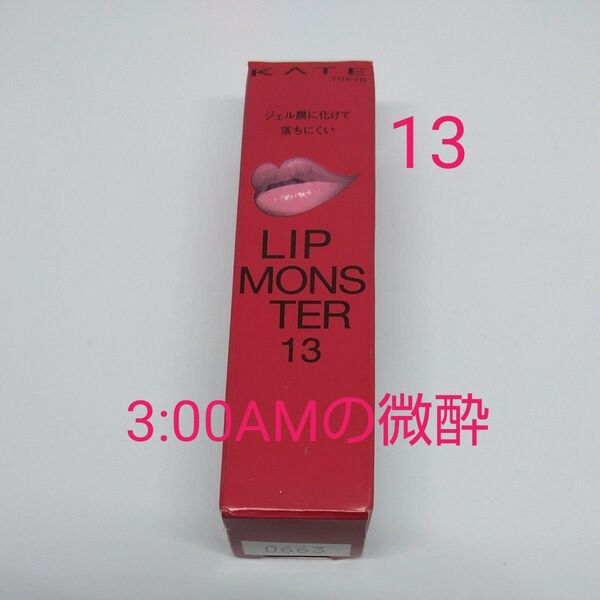 KATE
TOKYO
ジェル膜に化けて
落ちにくい
13
LIP
MONS
TER
13
3:00AMの微酔
0663